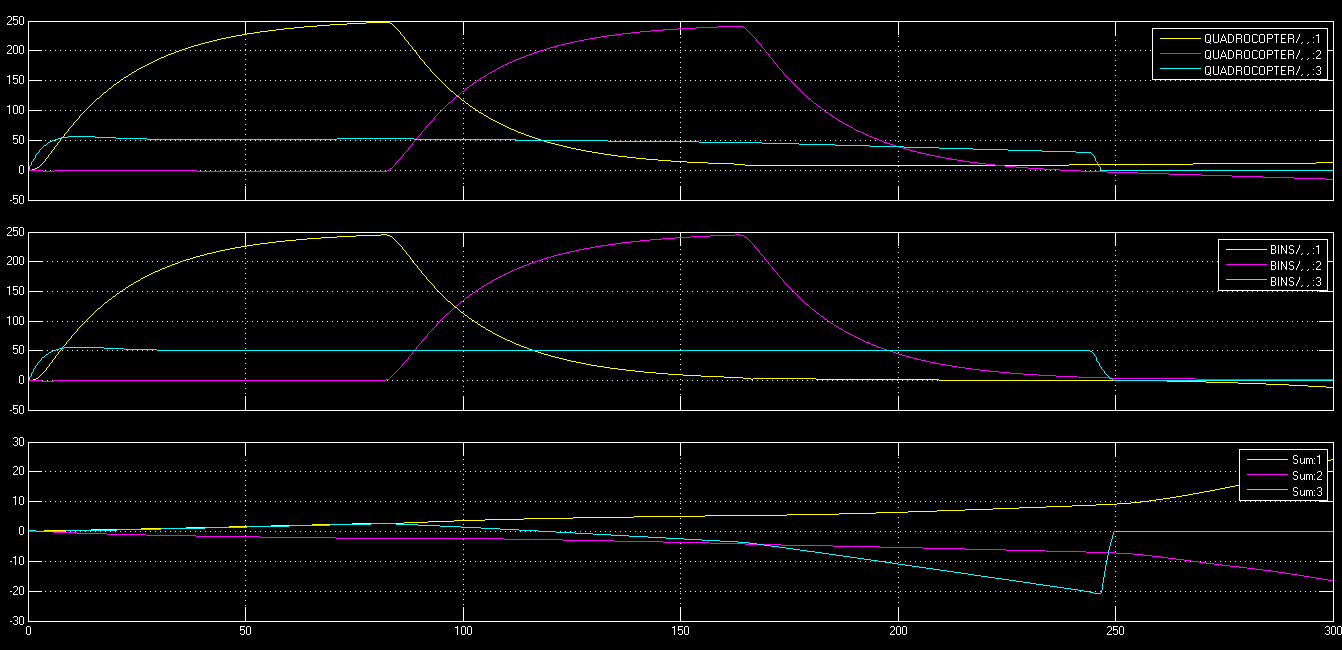 250
200
150
100
50
0
-50
QUADROCOPTER/, , :1
QUADROCOPTER/, , :2
QUADROCOPTER/, , :3
250
200
150
100
50
0
-50
BINS/, , :1
BINS/, , :2
BINS/, , :3
30
20
10
0
-10
-20
-30
Sum:1
Sum:2
Sum:3
0 50 100 150 200 250 300